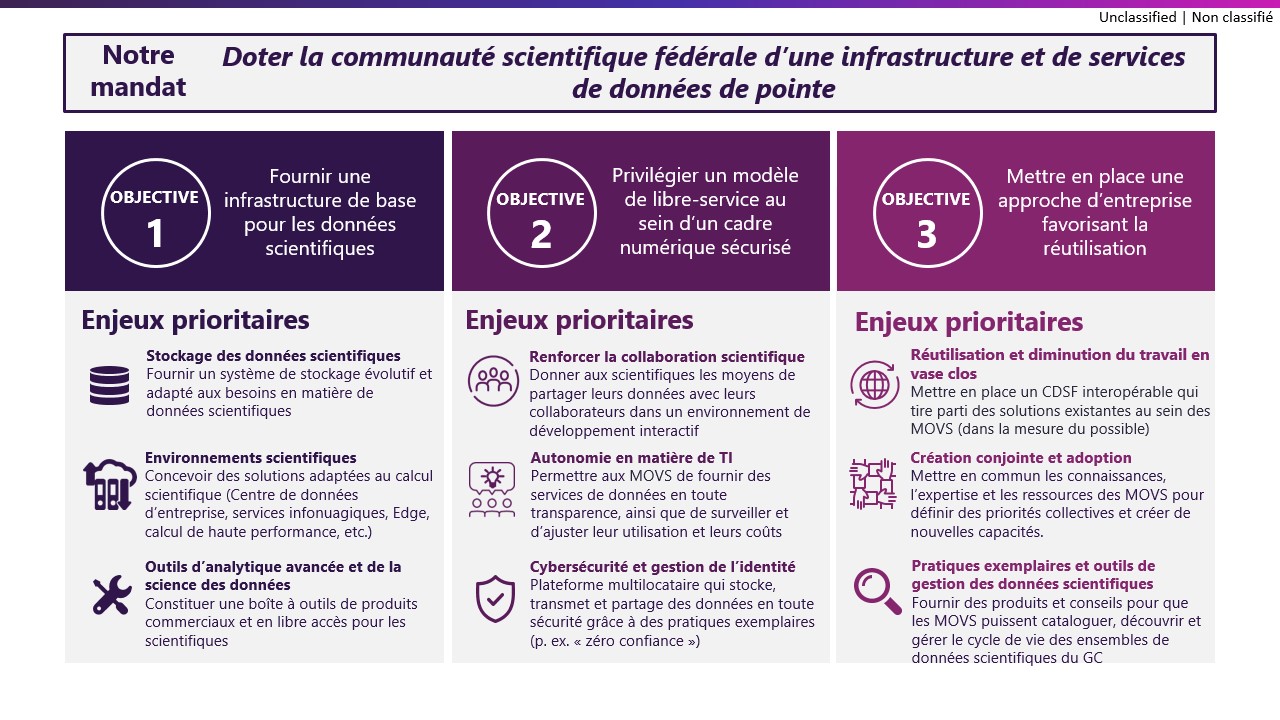 Unclassified | Non classifié
Notre
mandat
Doter la communauté scientifique fédérale d’une infrastructure et de services
de données de pointe
OBJECTIVE
1
Fournir une
infrastructure de base
pour les données
scientifiques
OBJECTIVE
2
Privilégier un modèle
de libre-service au
sein d’un cadre
numérique sécurisé
OBJECTIVE
3
Mettre en place une
approche d’entreprise
favorisant la
réutilisation
Enjeux prioritaires
Stockage des données scientifiques
Fournir un système de stockage évolutif et
adapté aux besoins en matière de
données scientifiques
Environnements scientifiques
Concevoir des solutions adaptées au calcul
scientifique (Centre de données
d’entreprise, services infonuagiques, Edge,
calcul de haute performance, etc.)
Outils d’analytique avancée et de la
science des données
Constituer une boîte à outils de produits
commerciaux et en libre accès pour les
scientifiques
Enjeux prioritaires
Renforcer la collaboration scientifique
Donner aux scientifiques les moyens de
partager leurs données avec leurs
collaborateurs dans un environnement de
développement interactif
Autonomie en matière de TI
Permettre aux MOVS de fournir des
services de données en toute
transparence, ainsi que de surveiller et
d’ajuster leur utilisation et leurs coûts
Cybersécurité et gestion de l’identité
Plateforme multilocataire qui stocke,
transmet et partage des données en toute
sécurité grâce à des pratiques exemplaires
(p. ex. « zéro confiance »)
Enjeux prioritaires
Réutilisation et diminution du travail en
vase clos
Mettre en place un CDSF interopérable qui
tire parti des solutions existantes au sein des
MOVS (dans la mesure du possible)
Création conjointe et adoption
Mettre en commun les connaissances,
l’expertise et les ressources des MOVS pour
définir des priorités collectives et créer de
nouvelles capacités.
Pratiques exemplaires et outils de
gestion des données scientifiques
Fournir des produits et conseils pour que
les MOVS puissent cataloguer, découvrir et
gérer le cycle de vie des ensembles de
données scientifiques du GC